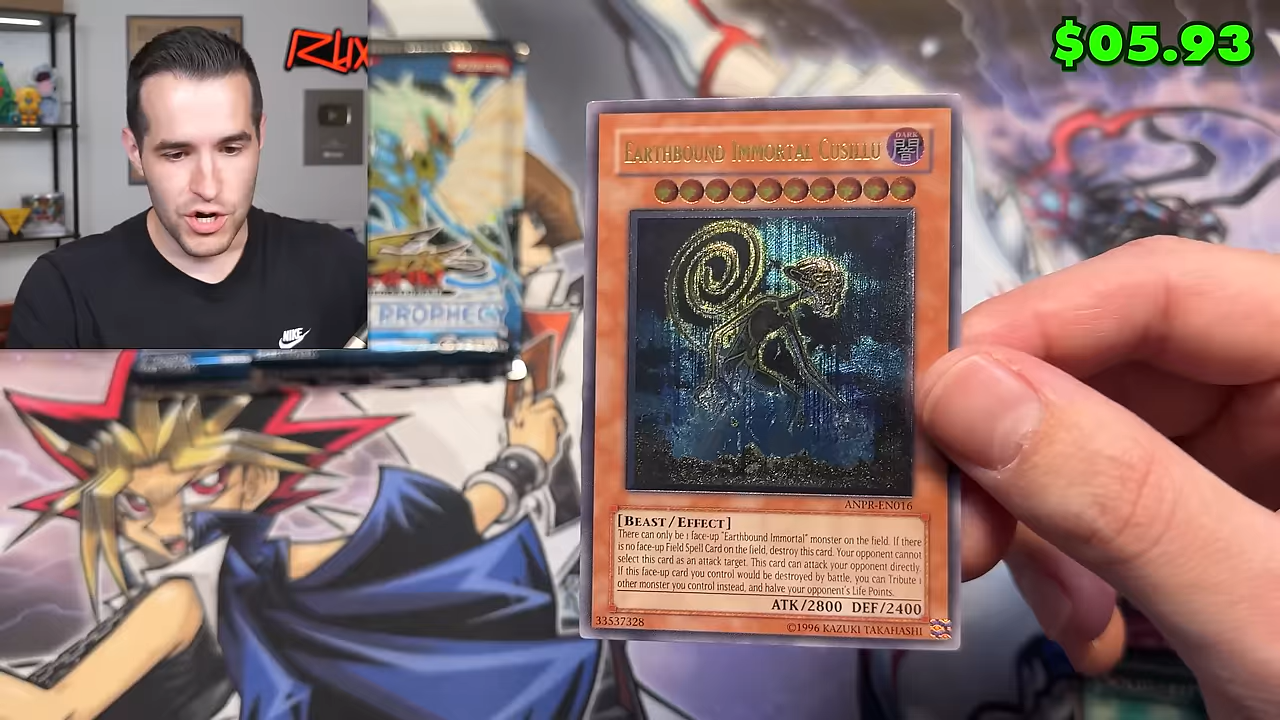 $05.93
Rux
PROPHECY
NIKE
EARTHBOUND IMMORTAL CUSILLU
DARK
闇
ANPR-EN016
[BEAST/EFFECT]
There can only be 1 face-up "Earthbound Immortal" monster on the field. If there
is no face-up Field Spell Card on the field, destroy this card. Your opponent cannot
select this card as an attack target. This card can attack your opponent directly.
If this face-up card you control would be destroyed by battle, you can Tribute 1
other monster you control instead, and halve your opponent's Life Points.
ATK/2800 DEF/2400
33537328
©1996 KAZUKI TAKAHASHI